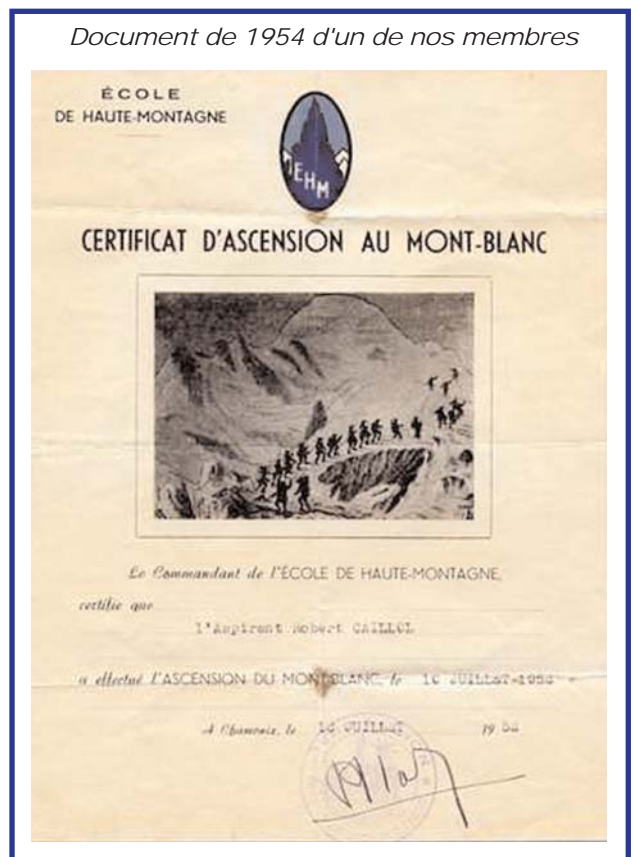 Document de 1954 d'un de nos membres
ÉCOLE
DE HAUTE-MONTAGNE
EHM
CERTIFICAT D'ASCENSION AU MONT-BLANC
Le Commandant de l'ÉCOLE DE HAUTE-MONTAGNE,
certifie que
l'Aspirant Robert CAILLOL
a effectué l'ASCENSION DU MONT-BLANC, le JUILLET
A Chamonix, le JUILLET 19